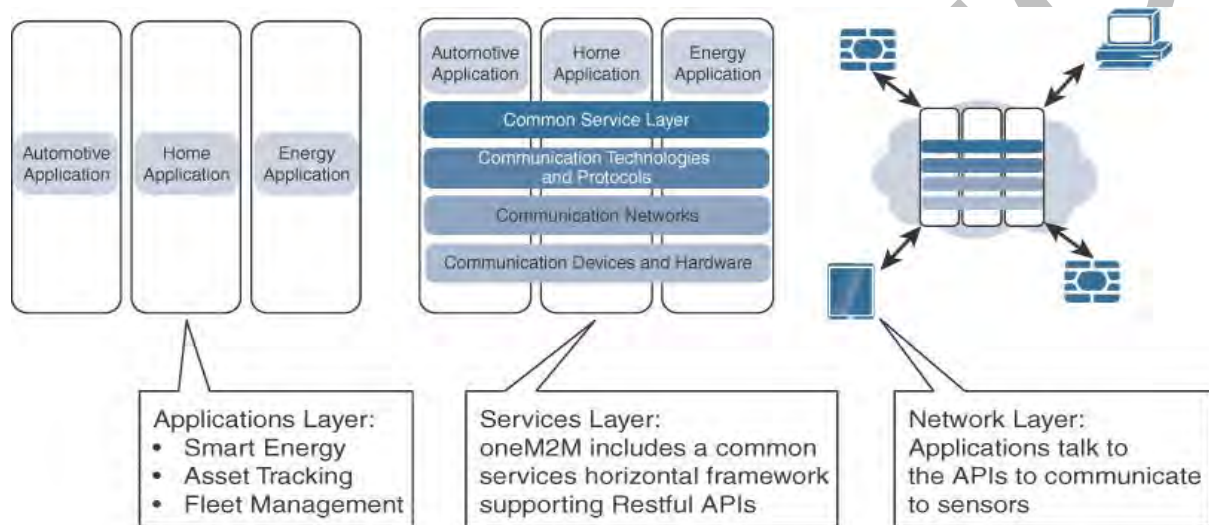 Automotive
Application
Home
Application
Energy
Application
Automotive
Application
Home
Application
Energy
Application
Common Service Layer
Communication Technologies
and Protocols
Communication Networks
Communication Devices and Hardware
Applications Layer:
• Smart Energy
• Asset Tracking
• Fleet Management
Services Layer:
oneM2M includes a common
services horizontal framework
supporting Restful APIs
Network Layer:
Applications talk to
the APIs to communicate
to sensors